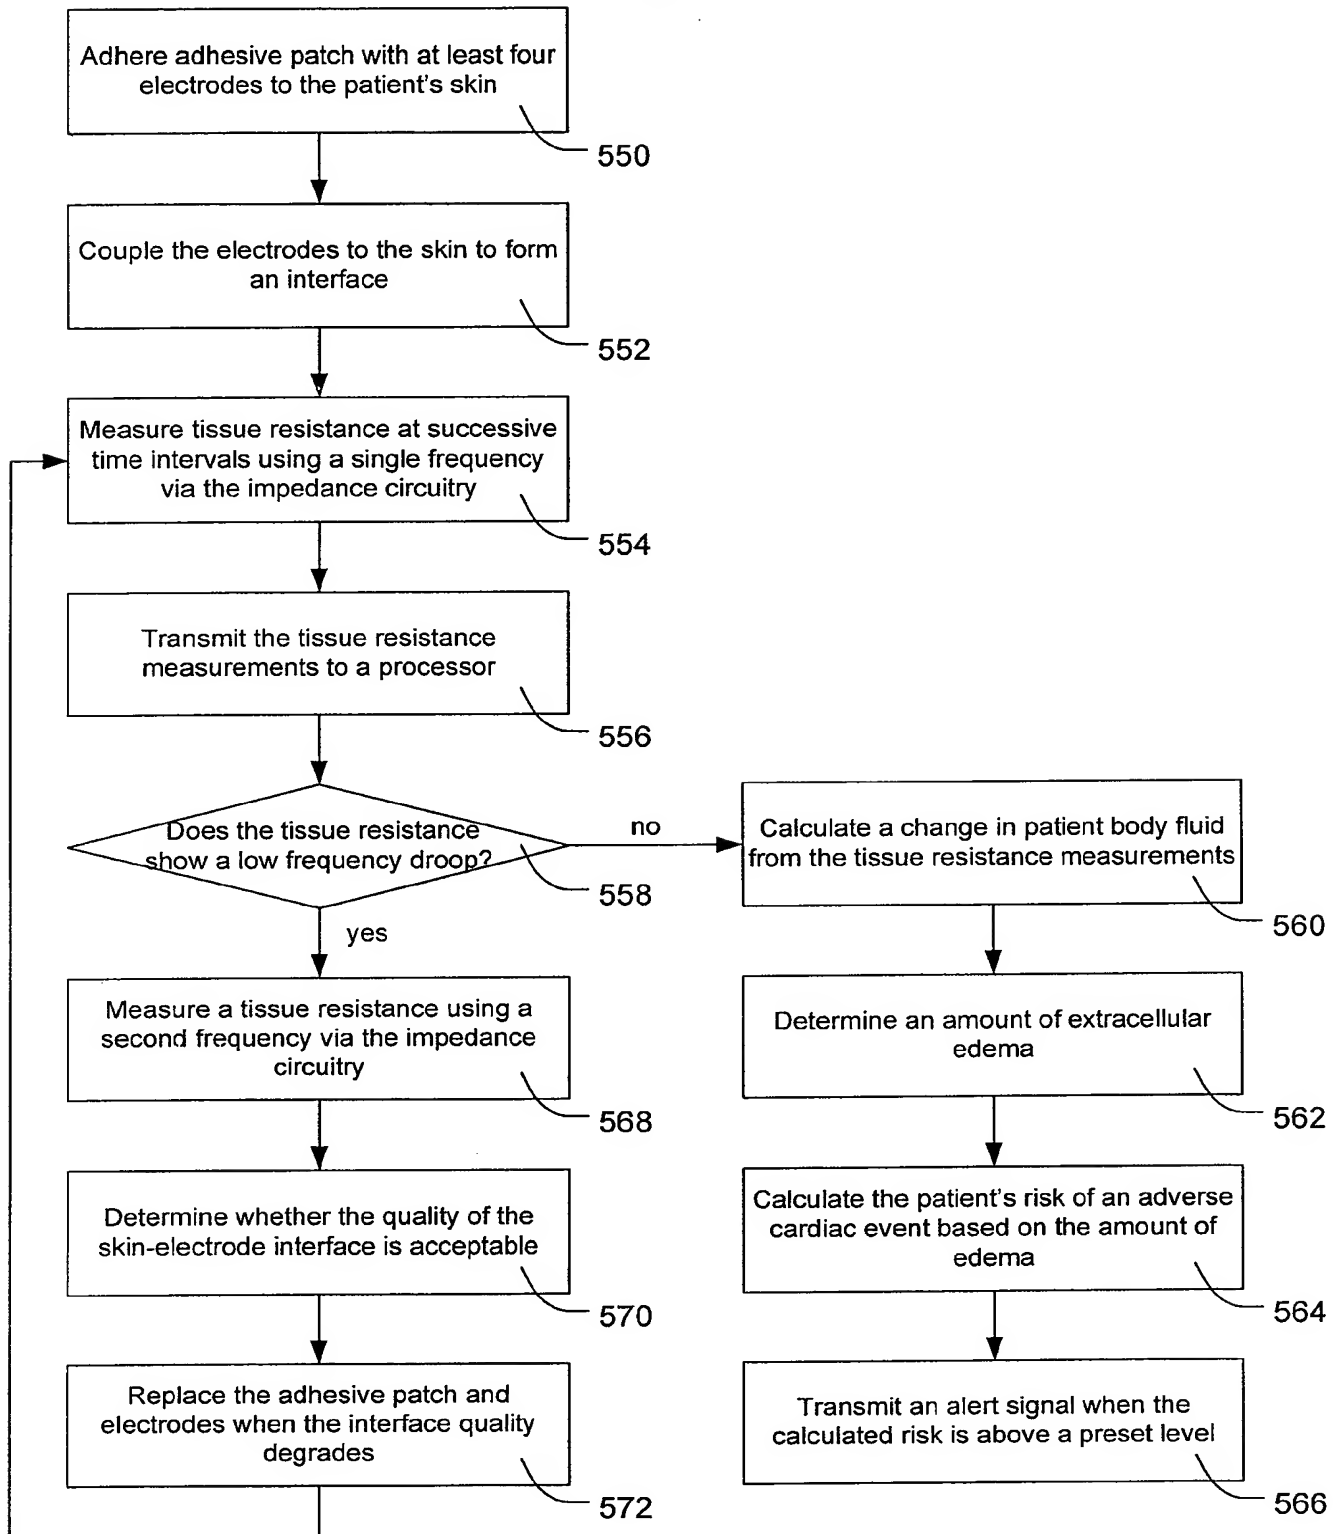 Adhere adhesive patch with at least four
electrodes to the patient's skin
550
Couple the electrodes to the skin to form
an interface
552
Measure tissue resistance at successive
time intervals using a single frequency
via the impedance circuitry
554
Transmit the tissue resistance
measurements to a processor
556
Does the tissue resistance
show a low frequency droop?
558
no
yes
Calculate a change in patient body fluid
from the tissue resistance measurements
560
Determine an amount of extracellular
edema
562
Calculate the patient's risk of an adverse
cardiac event based on the amount of
edema
564
Transmit an alert signal when the
calculated risk is above a preset level
566
Measure a tissue resistance using a
second frequency via the impedance
circuitry
568
Determine whether the quality of the
skin-electrode interface is acceptable
570
Replace the adhesive patch and
electrodes when the interface quality
degrades
572